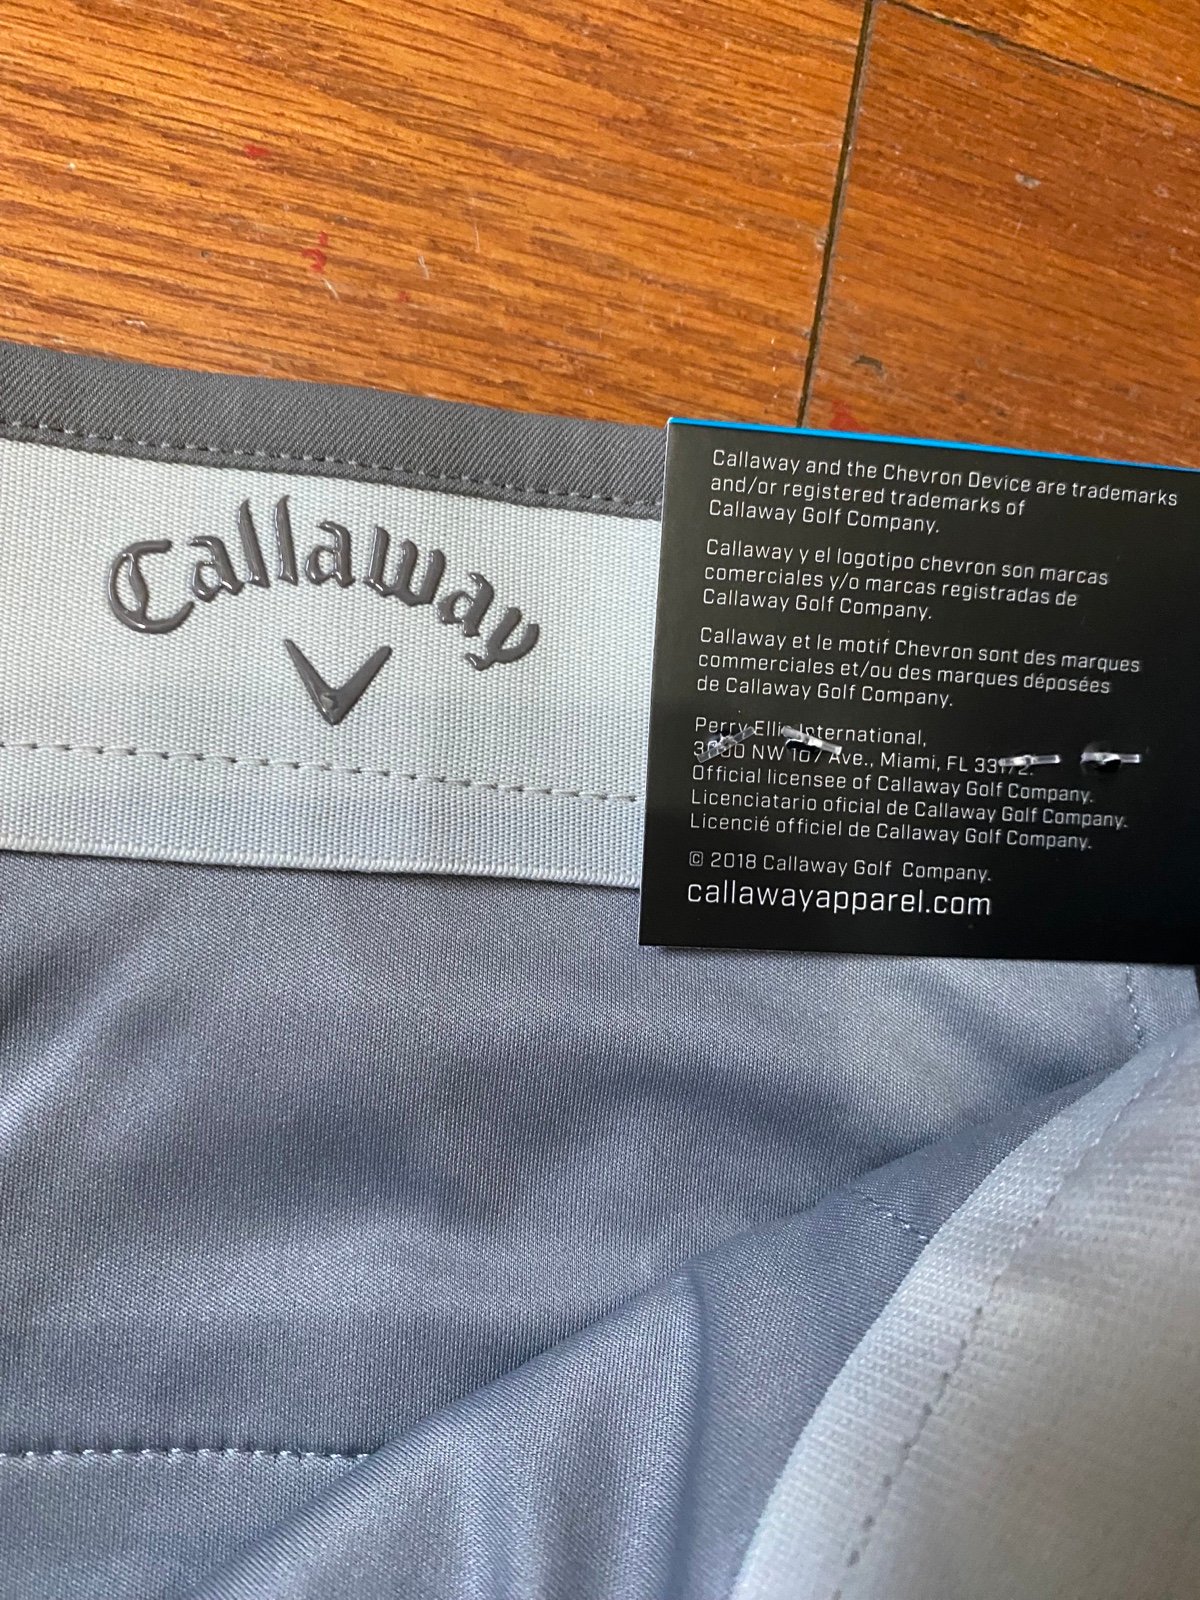 Callaway
Callaway and the Chevron Device are trademarks
and/or registered trademarks of
Callaway Golf Company.
Callaway y el logotipo chevron son marcas
comerciales y/o marcas registradas de
Callaway Golf Company.
Callaway et le motif Chevron sont des marques
commerciales et/ou des marques déposées
de Callaway Golf Company.
Perry Ellis International,
NW 107 Ave., Miami, FL 33172.
Official licensee of Callaway Golf Company.
Licenciatario oficial de Callaway Golf Company.
Licencié officiel de Callaway Golf Company.
© 2018 Callaway Golf Company.
callawayapparel.com